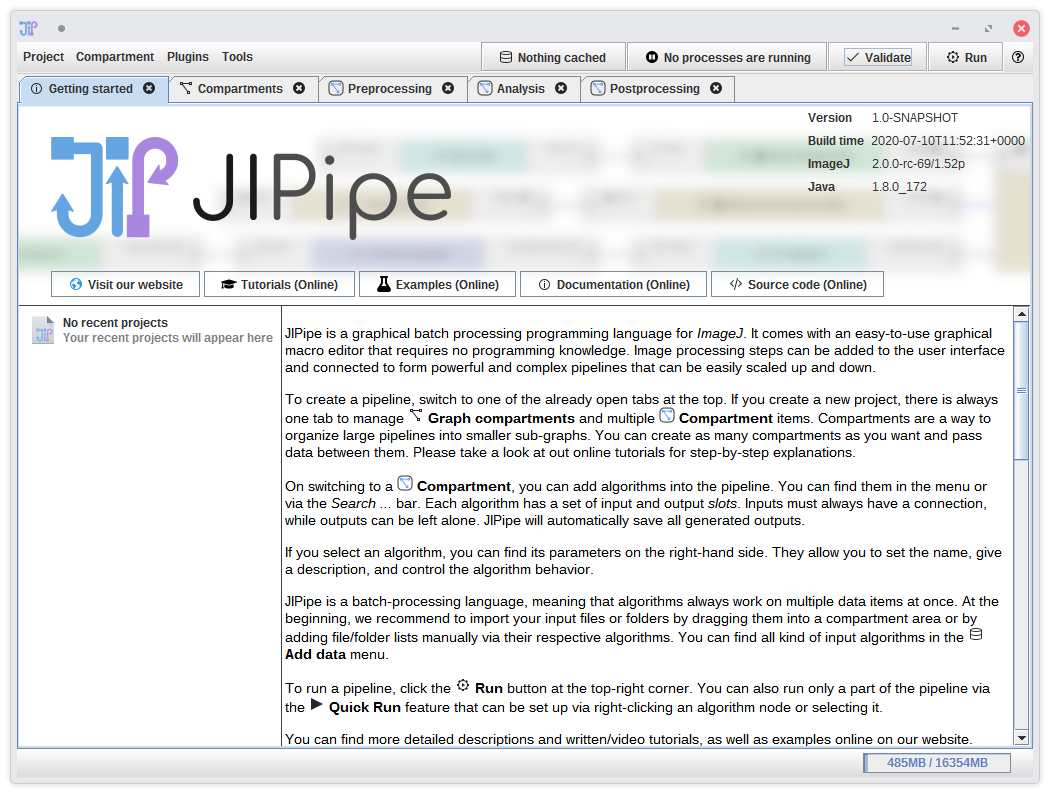 JIP
Project Compartment Plugins Tools Nothing cached No processes are running Validate Run
Getting started Compartments Preprocessing Analysis Postprocessing
Version 1.0-SNAPSHOT
Build time 2020-07-10T11:52:31+0000
ImageJ 2.0.0-rc-69/1.52p
Java 1.8.0_172
JIP JIPipe
Visit our website Tutorials (Online) Examples (Online) Documentation (Online) Source code (Online)
No recent projects
Your recent projects will appear here
JIPipe is a graphical batch processing programming language for ImageJ. It comes with an easy-to-use graphical
macro editor that requires no programming knowledge. Image processing steps can be added to the user interface
and connected to form powerful and complex pipelines that can be easily scaled up and down.
To create a pipeline, switch to one of the already open tabs at the top. If you create a new project, there is always
one tab to manage Graph compartments and multiple Compartment items. Compartments are a way to
organize large pipelines into smaller sub-graphs. You can create as many compartments as you want and pass
data between them. Please take a look at out online tutorials for step-by-step explanations.
On switching to a Compartment, you can add algorithms into the pipeline. You can find them in the menu or
via the Search ... bar. Each algorithm has a set of input and output slots. Inputs must always have a connection,
while outputs can be left alone. JIPipe will automatically save all generated outputs.
If you select an algorithm, you can find its parameters on the right-hand side. They allow you to set the name, give
a description, and control the algorithm behavior.
JIPipe is a batch-processing language, meaning that algorithms always work on multiple data items at once. At the
beginning, we recommend to import your input files or folders by dragging them into a compartment area or by
adding file/folder lists manually via their respective algorithms. You can find all kind of input algorithms in the
Add data menu.
To run a pipeline, click the Run button at the top-right corner. You can also run only a part of the pipeline via
the Quick Run feature that can be set up via right-clicking an algorithm node or selecting it.
You can find more detailed descriptions and written/video tutorials, as well as examples online on our website.
485MB / 16354MB